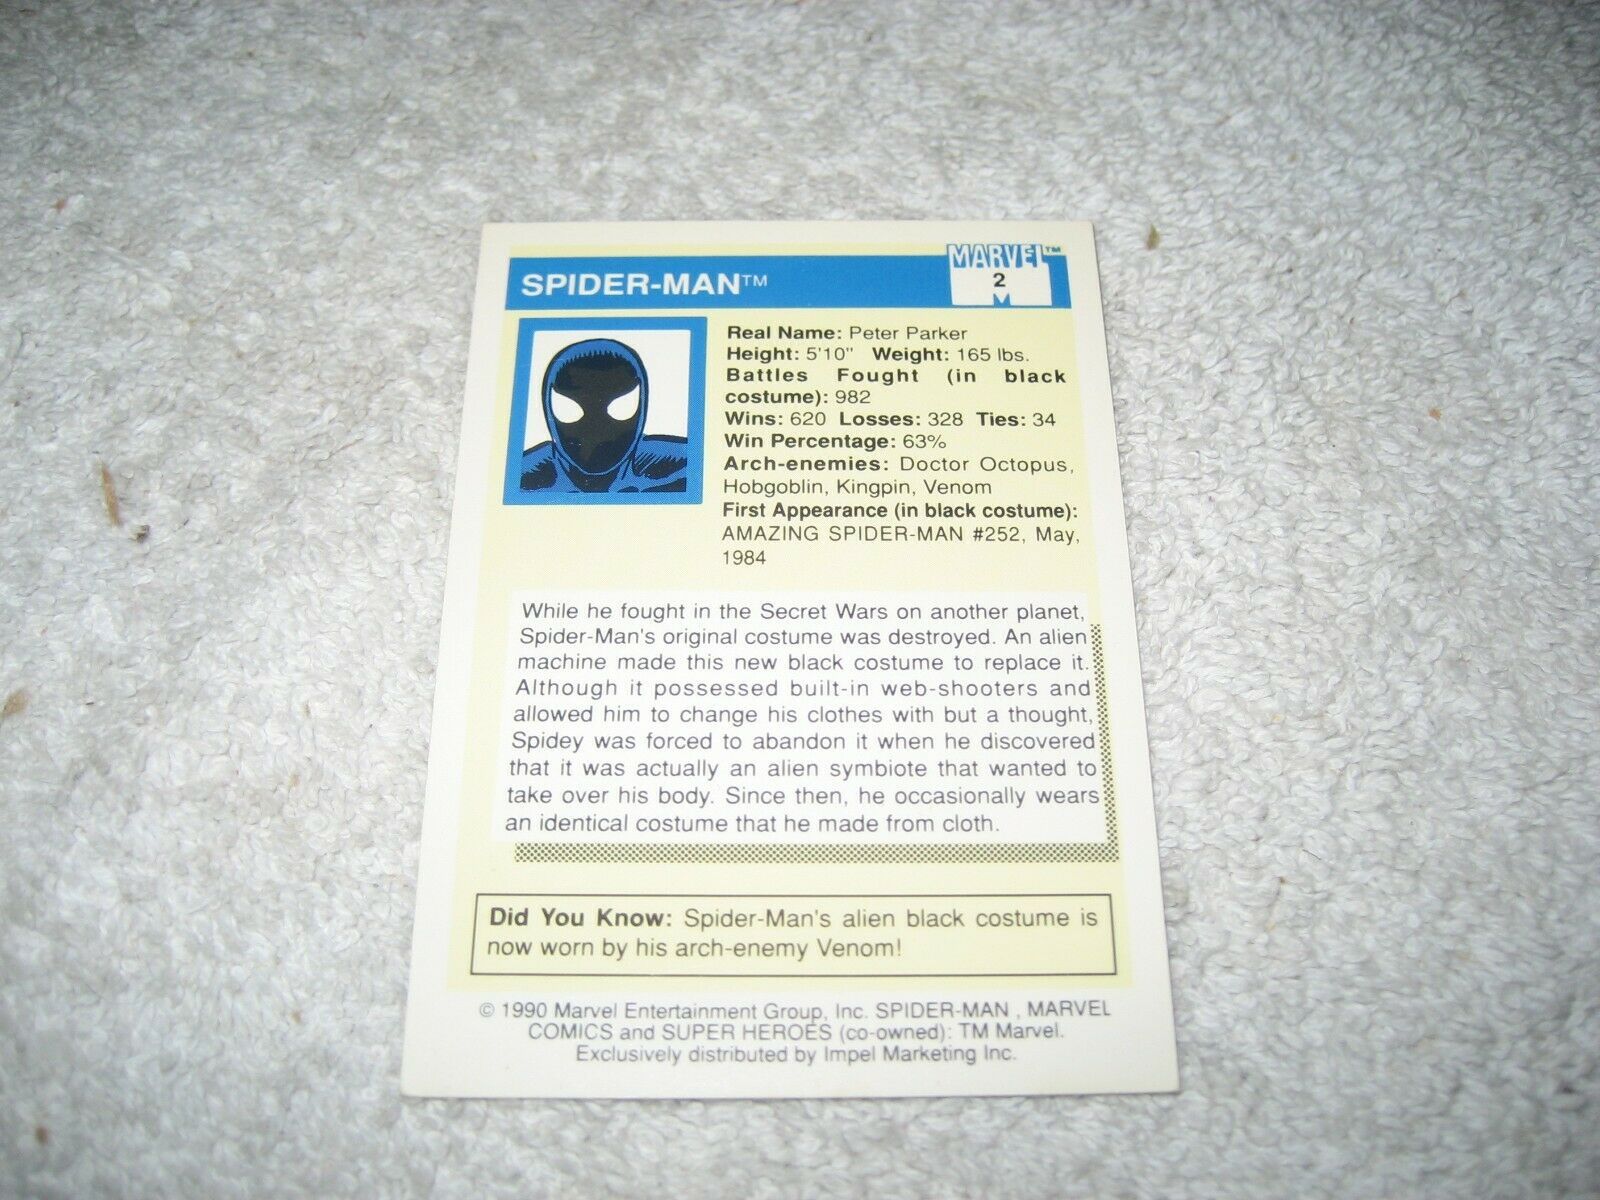 MARVEL™
SPIDER-MAN™
2
Real Name: Peter Parker
Height: 5'10" Weight: 165 lbs.
Battles Fought (in black
costume): 982
Wins: 620 Losses: 328 Ties: 34
Win Percentage: 63%
Arch-enemies: Doctor Octopus,
Hobgoblin, Kingpin, Venom
First Appearance (in black costume):
AMAZING SPIDER-MAN #252, May,
1984
While he fought in the Secret Wars on another planet,
Spider-Man's original costume was destroyed. An alien
machine made this new black costume to replace it.
Although it possessed built-in web-shooters and
allowed him to change his clothes with but a thought,
Spidey was forced to abandon it when he discovered
that it was actually an alien symbiote that wanted to
take over his body. Since then, he occasionally wears
an identical costume that he made from cloth.
Did You Know: Spider-Man's alien black costume is
now worn by his arch-enemy Venom!
© 1990 Marvel Entertainment Group, Inc. SPIDER-MAN , MARVEL
COMICS and SUPER HEROES (co-owned): TM Marvel.
Exclusively distributed by Impel Marketing Inc.